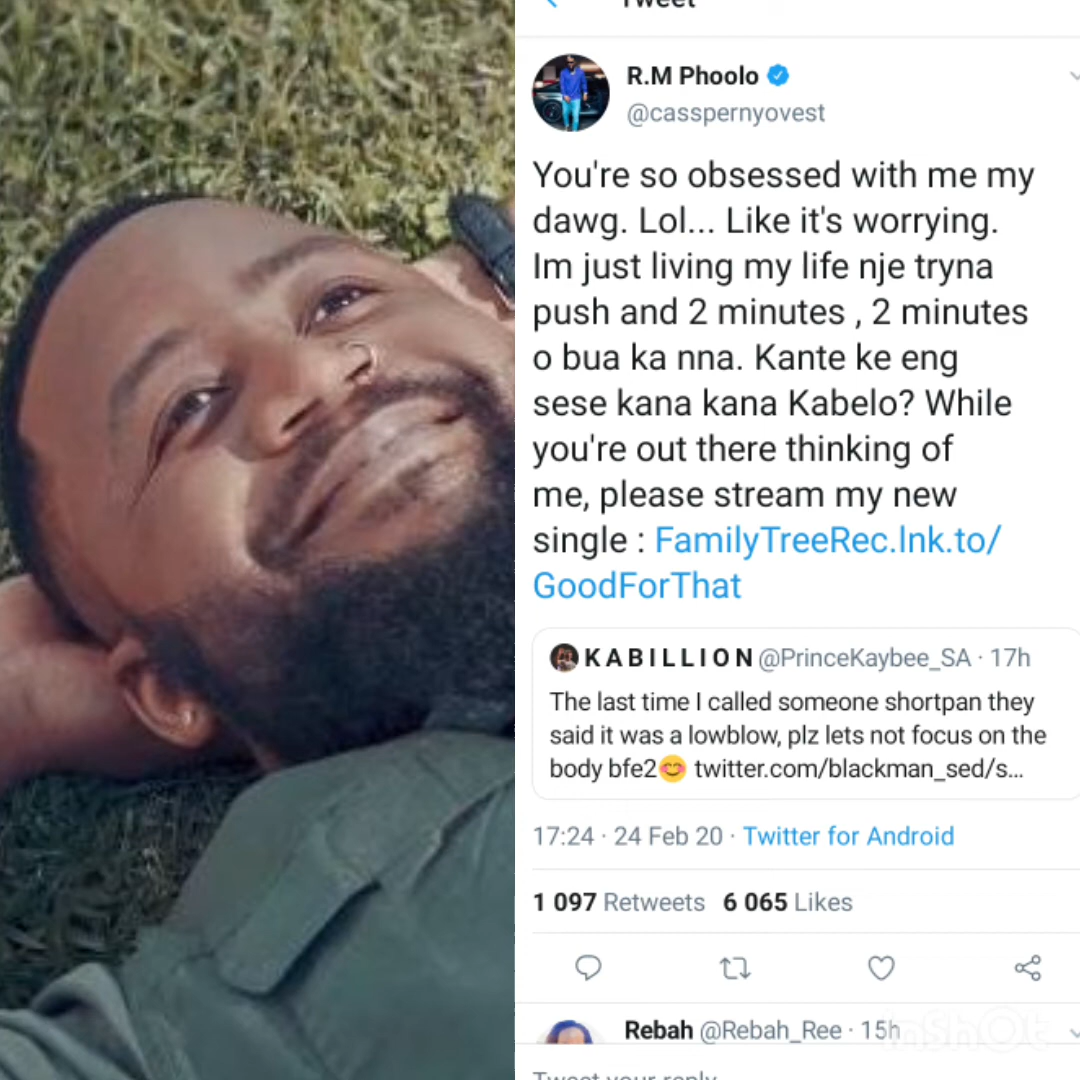 Tweet
R.M Phoolo
@casspernyovest
You're so obsessed with me my
dawg. Lol... Like it's worrying.
Im just living my life nje tryna
push and 2 minutes , 2 minutes
o bua ka nna. Kante ke eng
sese kana kana Kabelo? While
you're out there thinking of
me, please stream my new
single : FamilyTreeRec.lnk.to/
GoodForThat
KABILLION @PrinceKaybee_SA · 17h
The last time I called someone shortpan they
said it was a lowblow, plz lets not focus on the
body bfe2😊 twitter.com/blackman_sed/s...
17:24 · 24 Feb 20 · Twitter for Android
1 097 Retweets 6 065 Likes
Rebah @Rebah_Ree · 15h
InShOt
Tweet your reply